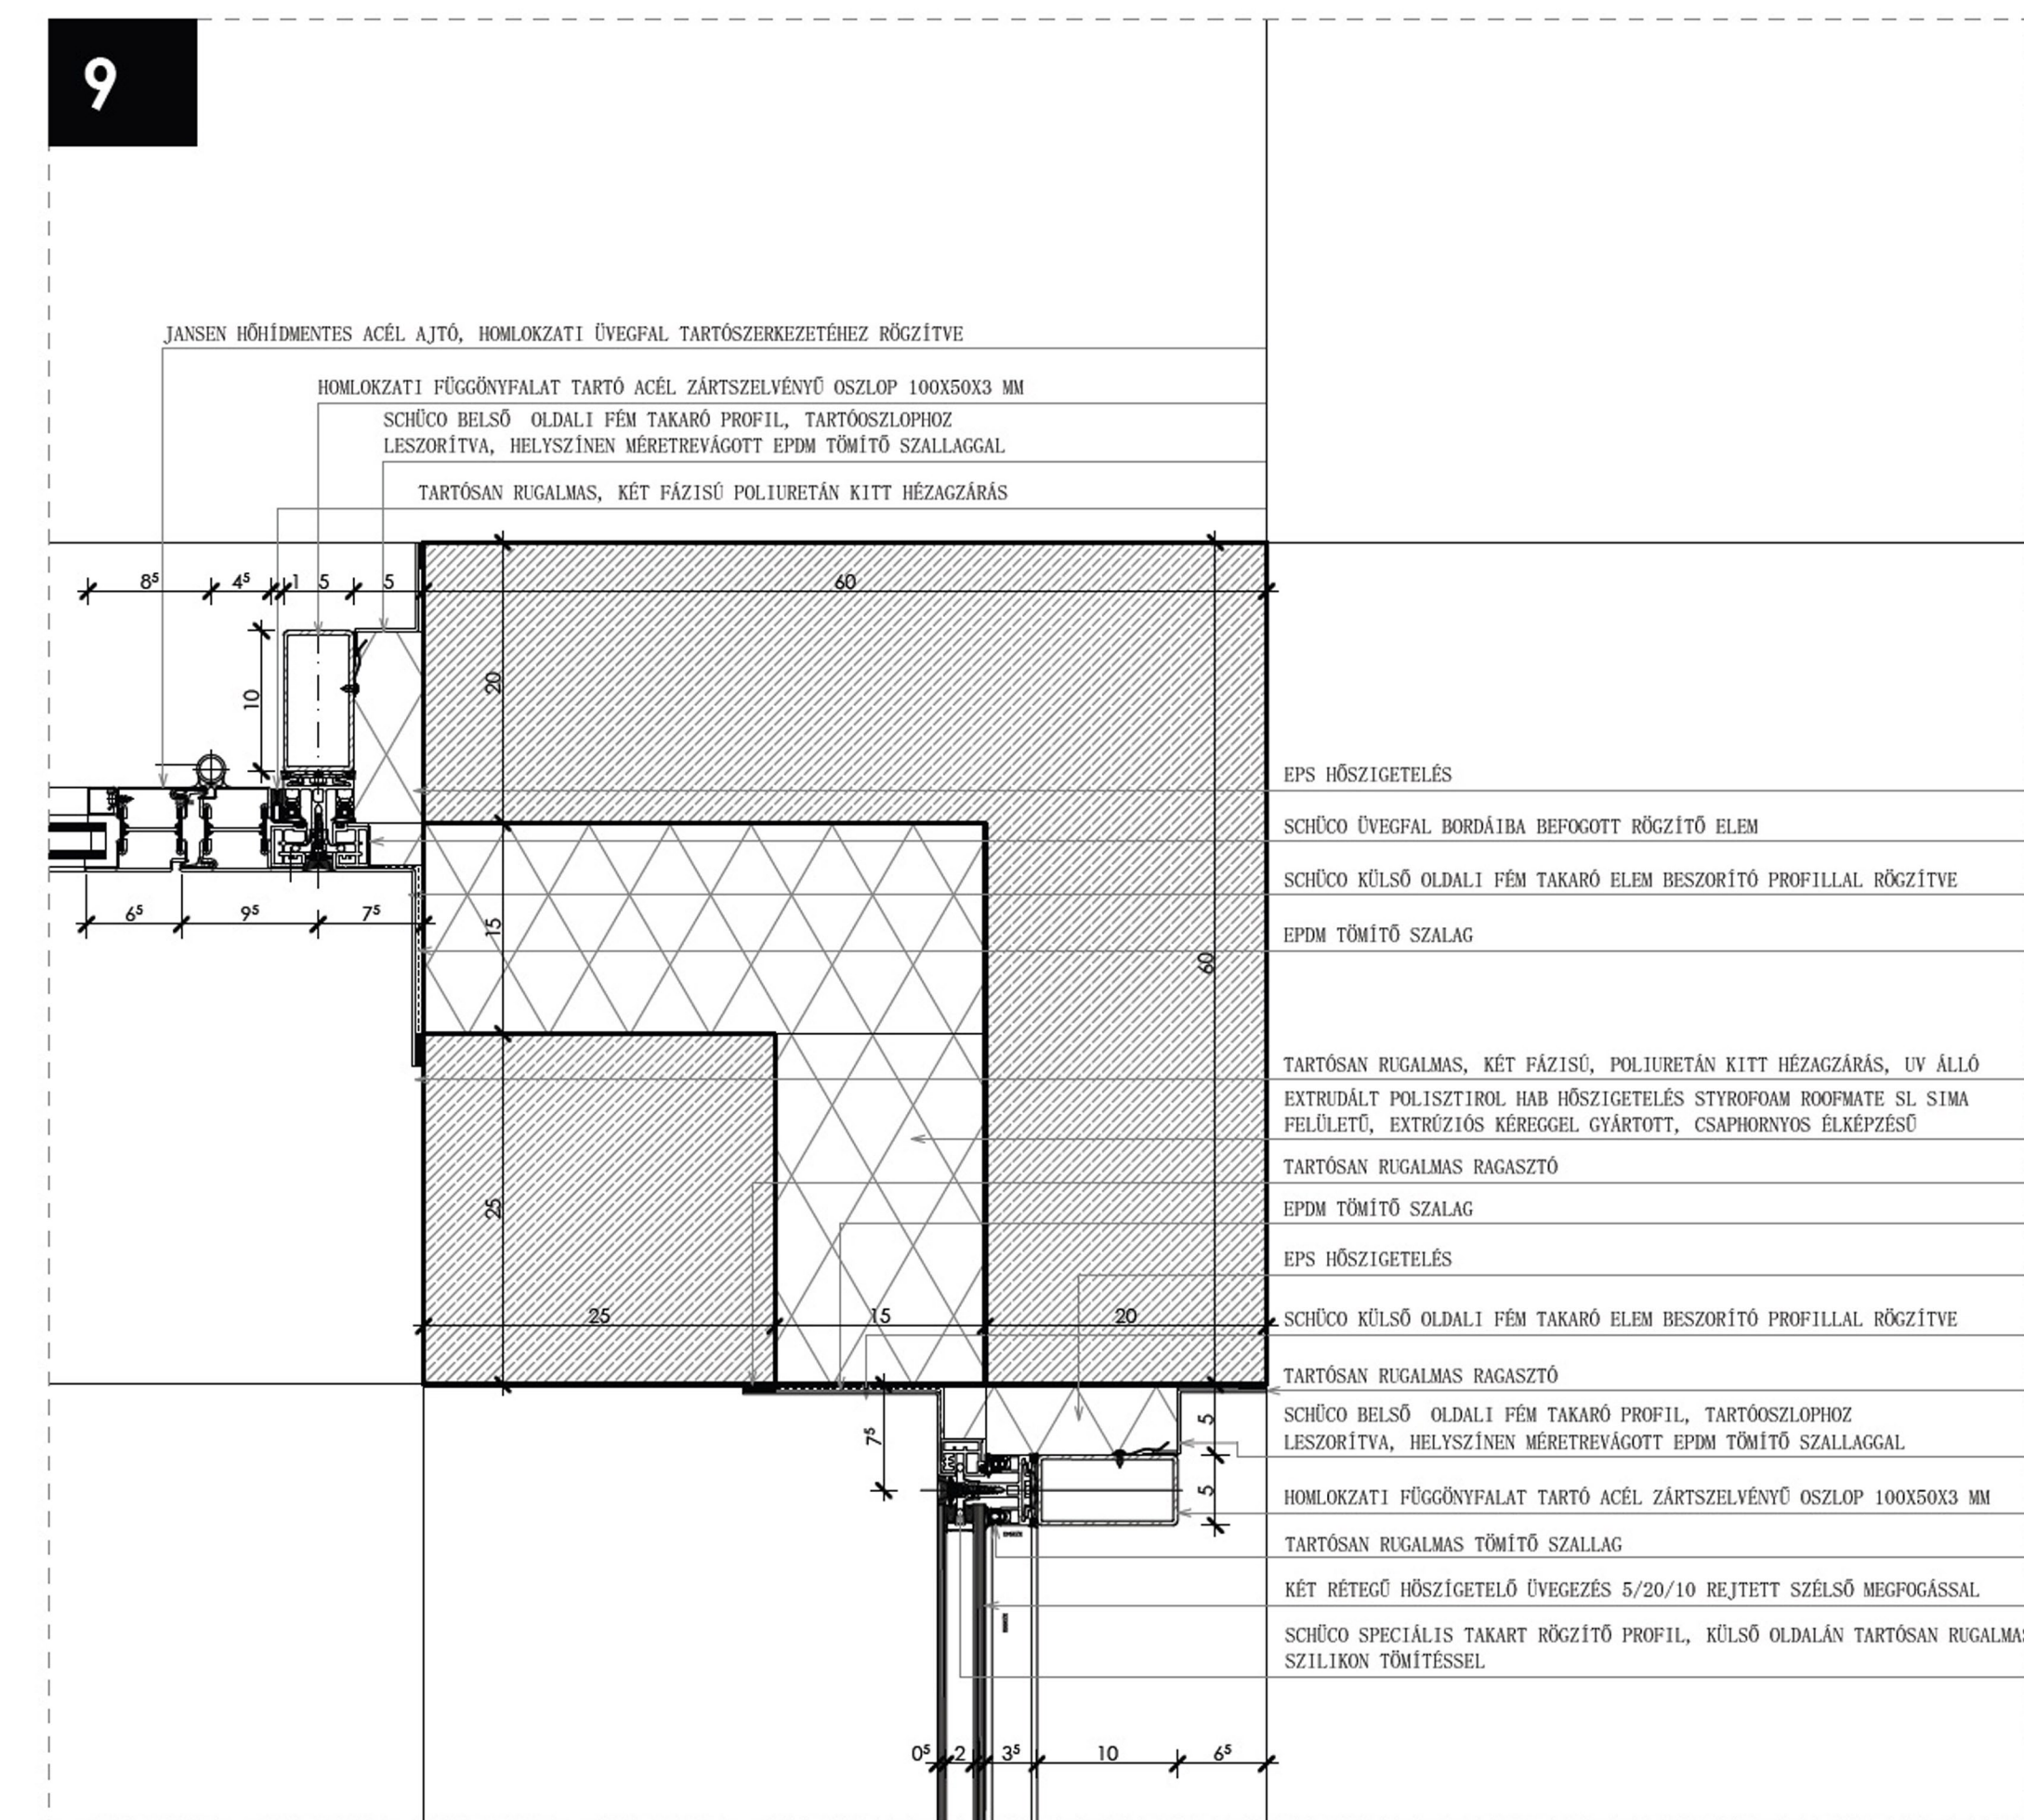 9
JANSEN HŐHÍDMENTES ACÉL AJTÓ, HOMLOKZATI ÜVEGFAL TARTÓSZERKEZETÉHEZ RÖGZÍTVE
HOMLOKZATI FÜGGÖNYFALAT TARTÓ ACÉL ZÁRTSZELVÉNYŰ OSZLOP 100X50X3 MM
SCHÜCO BELSŐ OLDALI FÉM TAKARÓ PROFIL, TARTÓOSZLOPHOZ
LESZORÍTVA, HELYSZÍNEN MÉRETREVÁGOTT EPDM TÖMÍTŐ SZALLAGGAL
TARTÓSAN RUGALMAS, KÉT FÁZISÚ POLIURETÁN KITT HÉZAGZÁRÁS
8⁵ 4⁵ 1 5 5 60
20
10
EPS HŐSZIGETELÉS
SCHÜCO ÜVEGFAL BORDÁIBA BEFOGOTT RÖGZÍTŐ ELEM
SCHÜCO KÜLSŐ OLDALI FÉM TAKARÓ ELEM BESZORÍTÓ PROFILLAL RÖGZÍTVE
6⁵ 9⁵ 7⁵
15
EPDM TÖMÍTŐ SZALAG
60
TARTÓSAN RUGALMAS, KÉT FÁZISÚ, POLIURETÁN KITT HÉZAGZÁRÁS, UV ÁLLÓ
EXTRUDÁLT POLISZTIROL HAB HŐSZIGETELÉS STYROFOAM ROOFMATE SL SIMA
FELÜLETŰ, EXTRÚZIÓS KÉREGGEL GYÁRTOTT, CSAPHORNYOS ÉLKÉPZÉSŰ
TARTÓSAN RUGALMAS RAGASZTÓ
25
EPDM TÖMÍTŐ SZALAG
EPS HŐSZIGETELÉS
25 15 20
SCHÜCO KÜLSŐ OLDALI FÉM TAKARÓ ELEM BESZORÍTÓ PROFILLAL RÖGZÍTVE
TARTÓSAN RUGALMAS RAGASZTÓ
7⁵
5
SCHÜCO BELSŐ OLDALI FÉM TAKARÓ PROFIL, TARTÓOSZLOPHOZ
LESZORÍTVA, HELYSZÍNEN MÉRETREVÁGOTT EPDM TÖMÍTŐ SZALLAGGAL
5
HOMLOKZATI FÜGGÖNYFALAT TARTÓ ACÉL ZÁRTSZELVÉNYŰ OSZLOP 100X50X3 MM
TARTÓSAN RUGALMAS TÖMÍTŐ SZALLAG
KÉT RÉTEGŰ HÖSZÍGETELŐ ÜVEGEZÉS 5/20/10 REJTETT SZÉLSŐ MEGFOGÁSSAL
SCHÜCO SPECIÁLIS TAKART RÖGZÍTŐ PROFIL, KÜLSŐ OLDALÁN TARTÓSAN RUGALMAS
SZILIKON TÖMÍTÉSSEL
0⁵ 2 3⁵ 10 6⁵